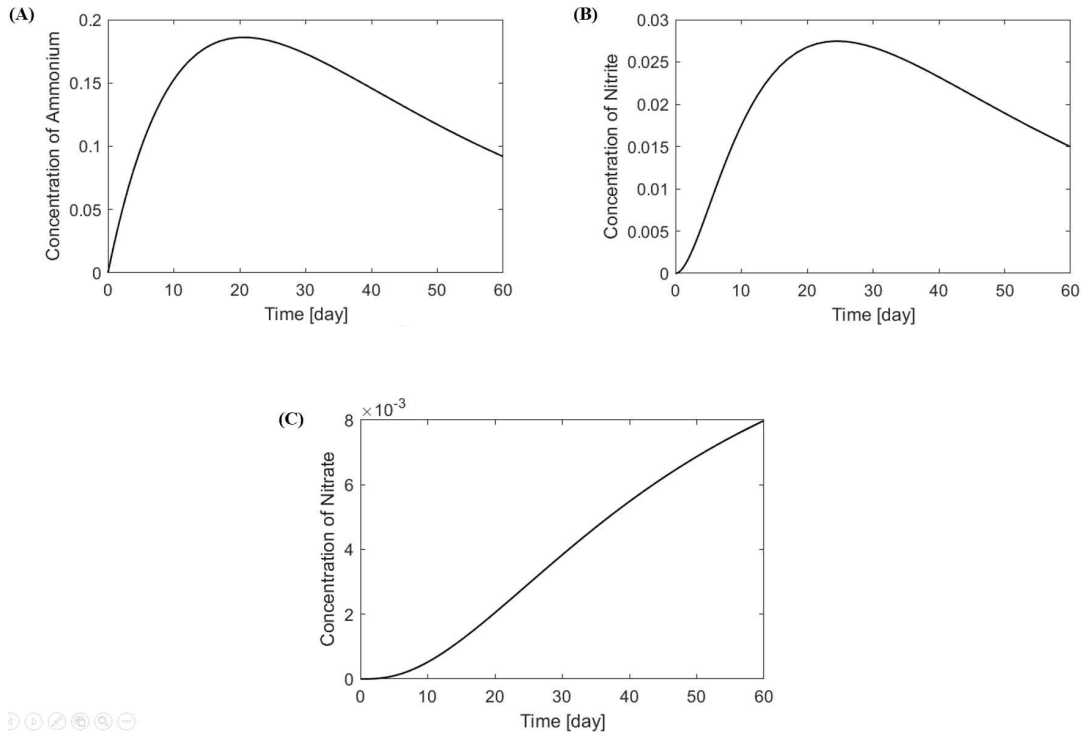 (A)
Concentration of Ammonium
0.2
0.15
0.1
0.05
0
0 10 20 30 40 50 60
Time [day]
(B)
Concentration of Nitrite
0.03
0.025
0.02
0.015
0.01
0.005
0
0 10 20 30 40 50 60
Time [day]
(C)
Concentration of Nitrate
×10-3
8
6
4
2
0
0 10 20 30 40 50 60
Time [day]